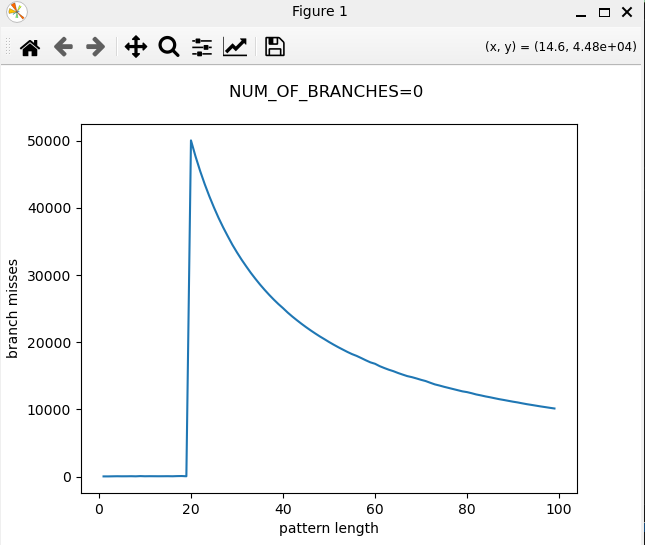 Figure 1
(x, y) = (14.6, 4.48e+04)
NUM_OF_BRANCHES=0
50000
40000
30000
20000
10000
0
branch misses
0 20 40 60 80 100
pattern length